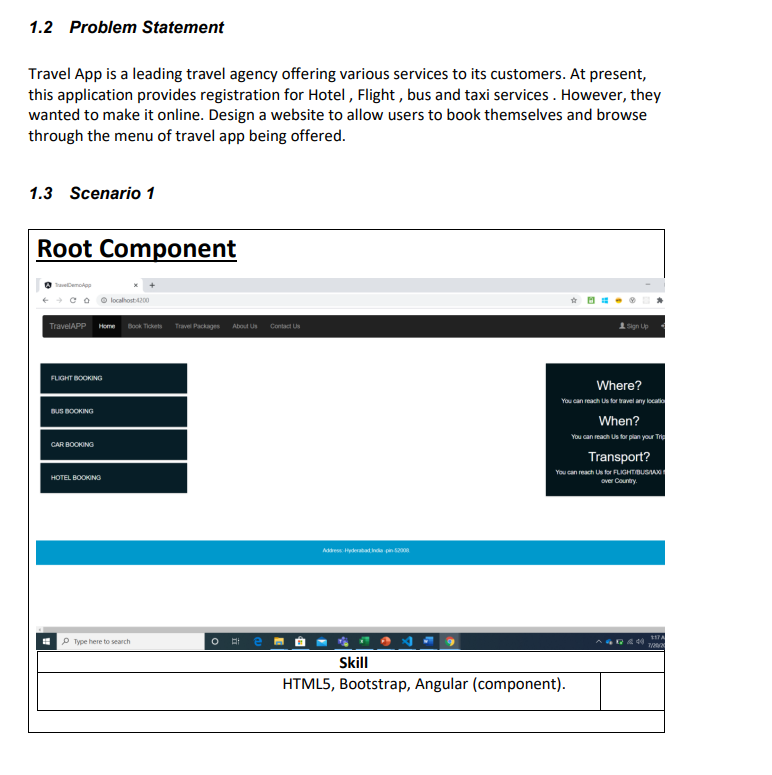 1.2 Problem Statement
Travel App is a leading travel agency offering various services to its customers. At present,
this application provides registration for Hotel , Flight , bus and taxi services . However, they
wanted to make it online. Design a website to allow users to book themselves and browse
through the menu of travel app being offered.
1.3 Scenario 1
Root Component
TravelDemoApp
localhost:4200
TravelAPP Home Book Tickets Travel Packages About Us Contact Us Sign Up
FLIGHT BOOKING
BUS BOOKING
CAR BOOKING
HOTEL BOOKING
Where?
You can reach Us for travel any locatio
When?
You can reach Us for plan your Trip
Transport?
You can reach Us for FLIGHT/BUS/tAXI
over Country.
Address :Hyderabad,India -pin-52006
Type here to search
1:17 A
Skill
HTML5, Bootstrap, Angular (component).